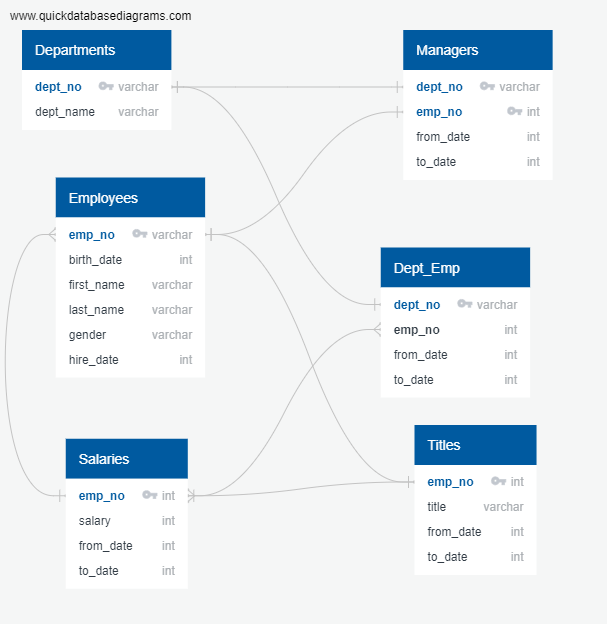 www.quickdatabasediagrams.com
Departments
dept_no varchar
dept_name varchar
Managers
dept_no varchar
emp_no int
from_date int
to_date int
Employees
emp_no varchar
birth_date int
first_name varchar
last_name varchar
gender varchar
hire_date int
Dept_Emp
dept_no varchar
emp_no int
from_date int
to_date int
Salaries
emp_no int
salary int
from_date int
to_date int
Titles
emp_no int
title varchar
from_date int
to_date int